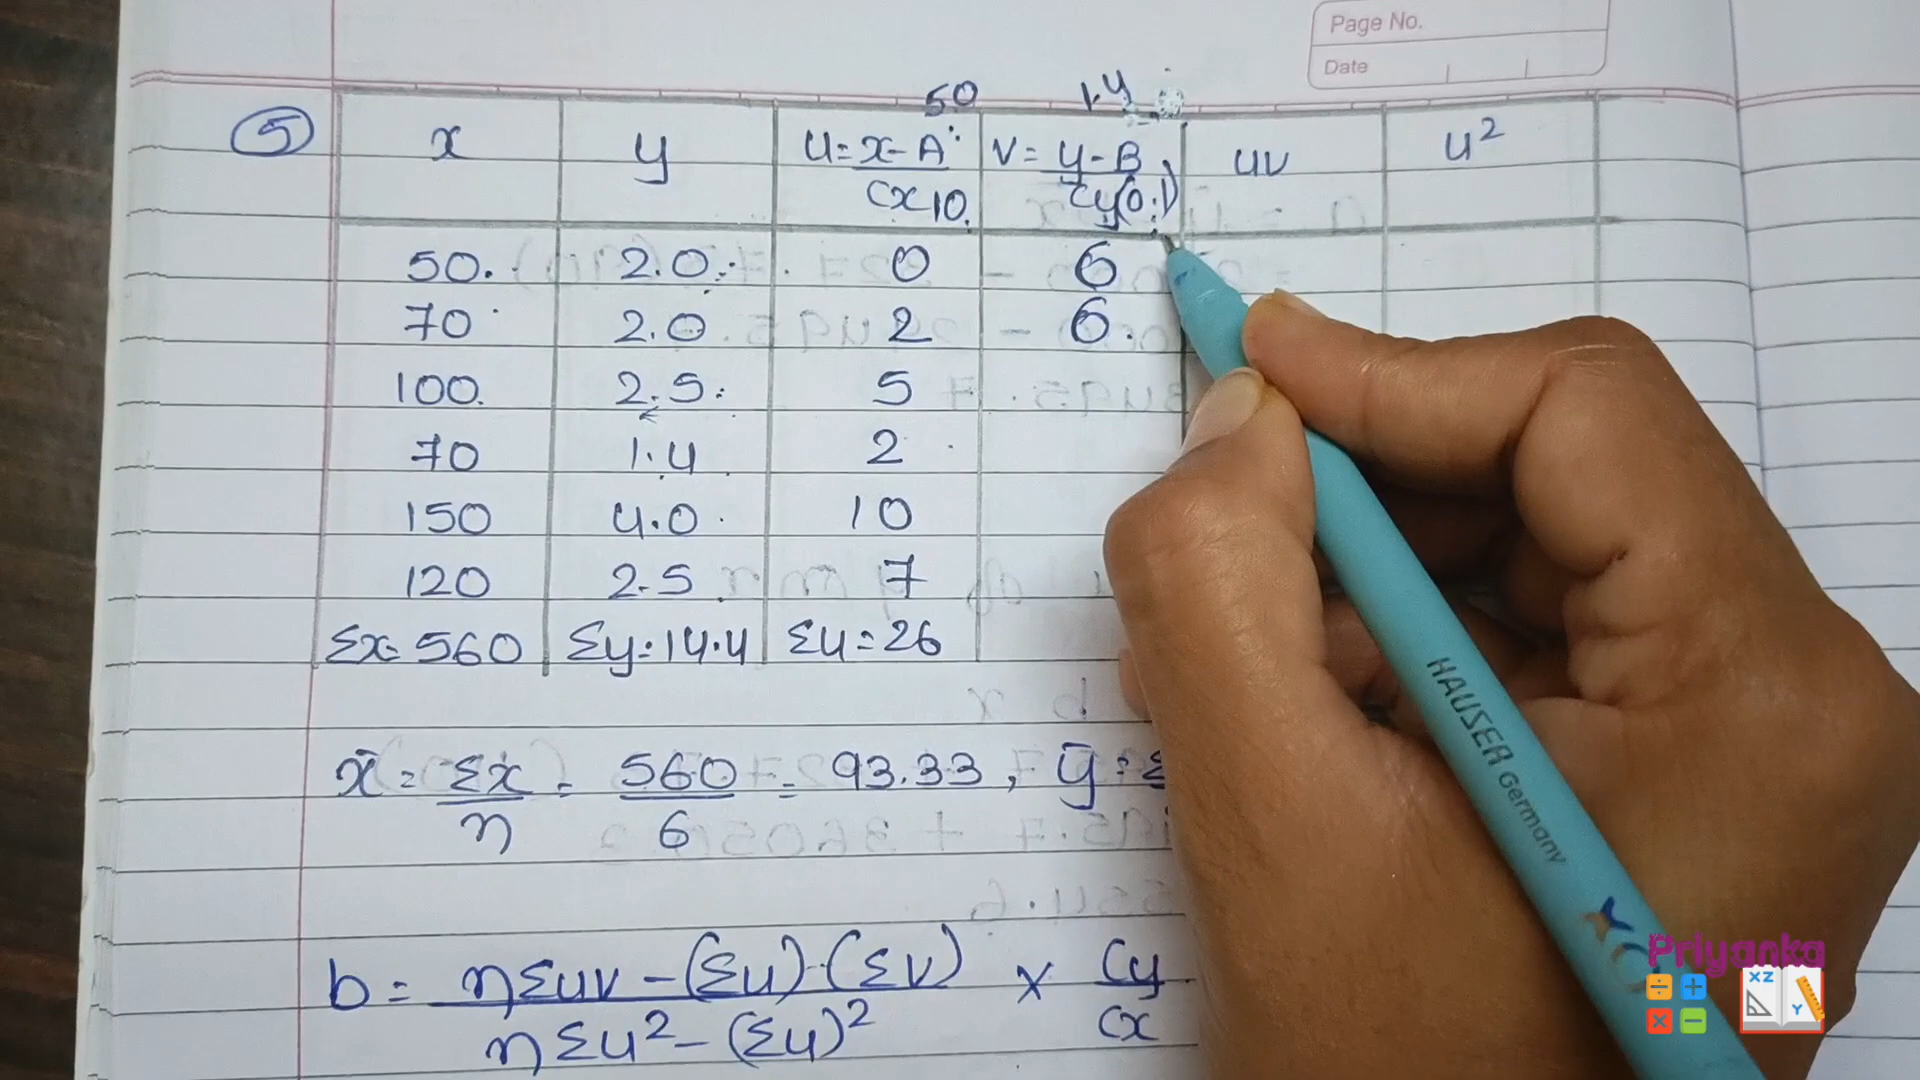 Page No.
Date
50 1.4
5 x y u = x - A v = y - B uv u²
Cx 10 Cy(0.1)
50 2.0 0 6
70 2.0 2 6
100 2.5 5
70 1.4 2
150 4.0 10
120 2.5 7
Σx = 560 Σy = 14.4 Σu = 26
x̄ = Σx = 560 = 93.33, ȳ = Σ
n 6
b = nΣuv - (Σu)·(Σv) × Cy
nΣu² - (Σu)² Cx
HAUSER Germany
XO
Priyanka
XZ
Y